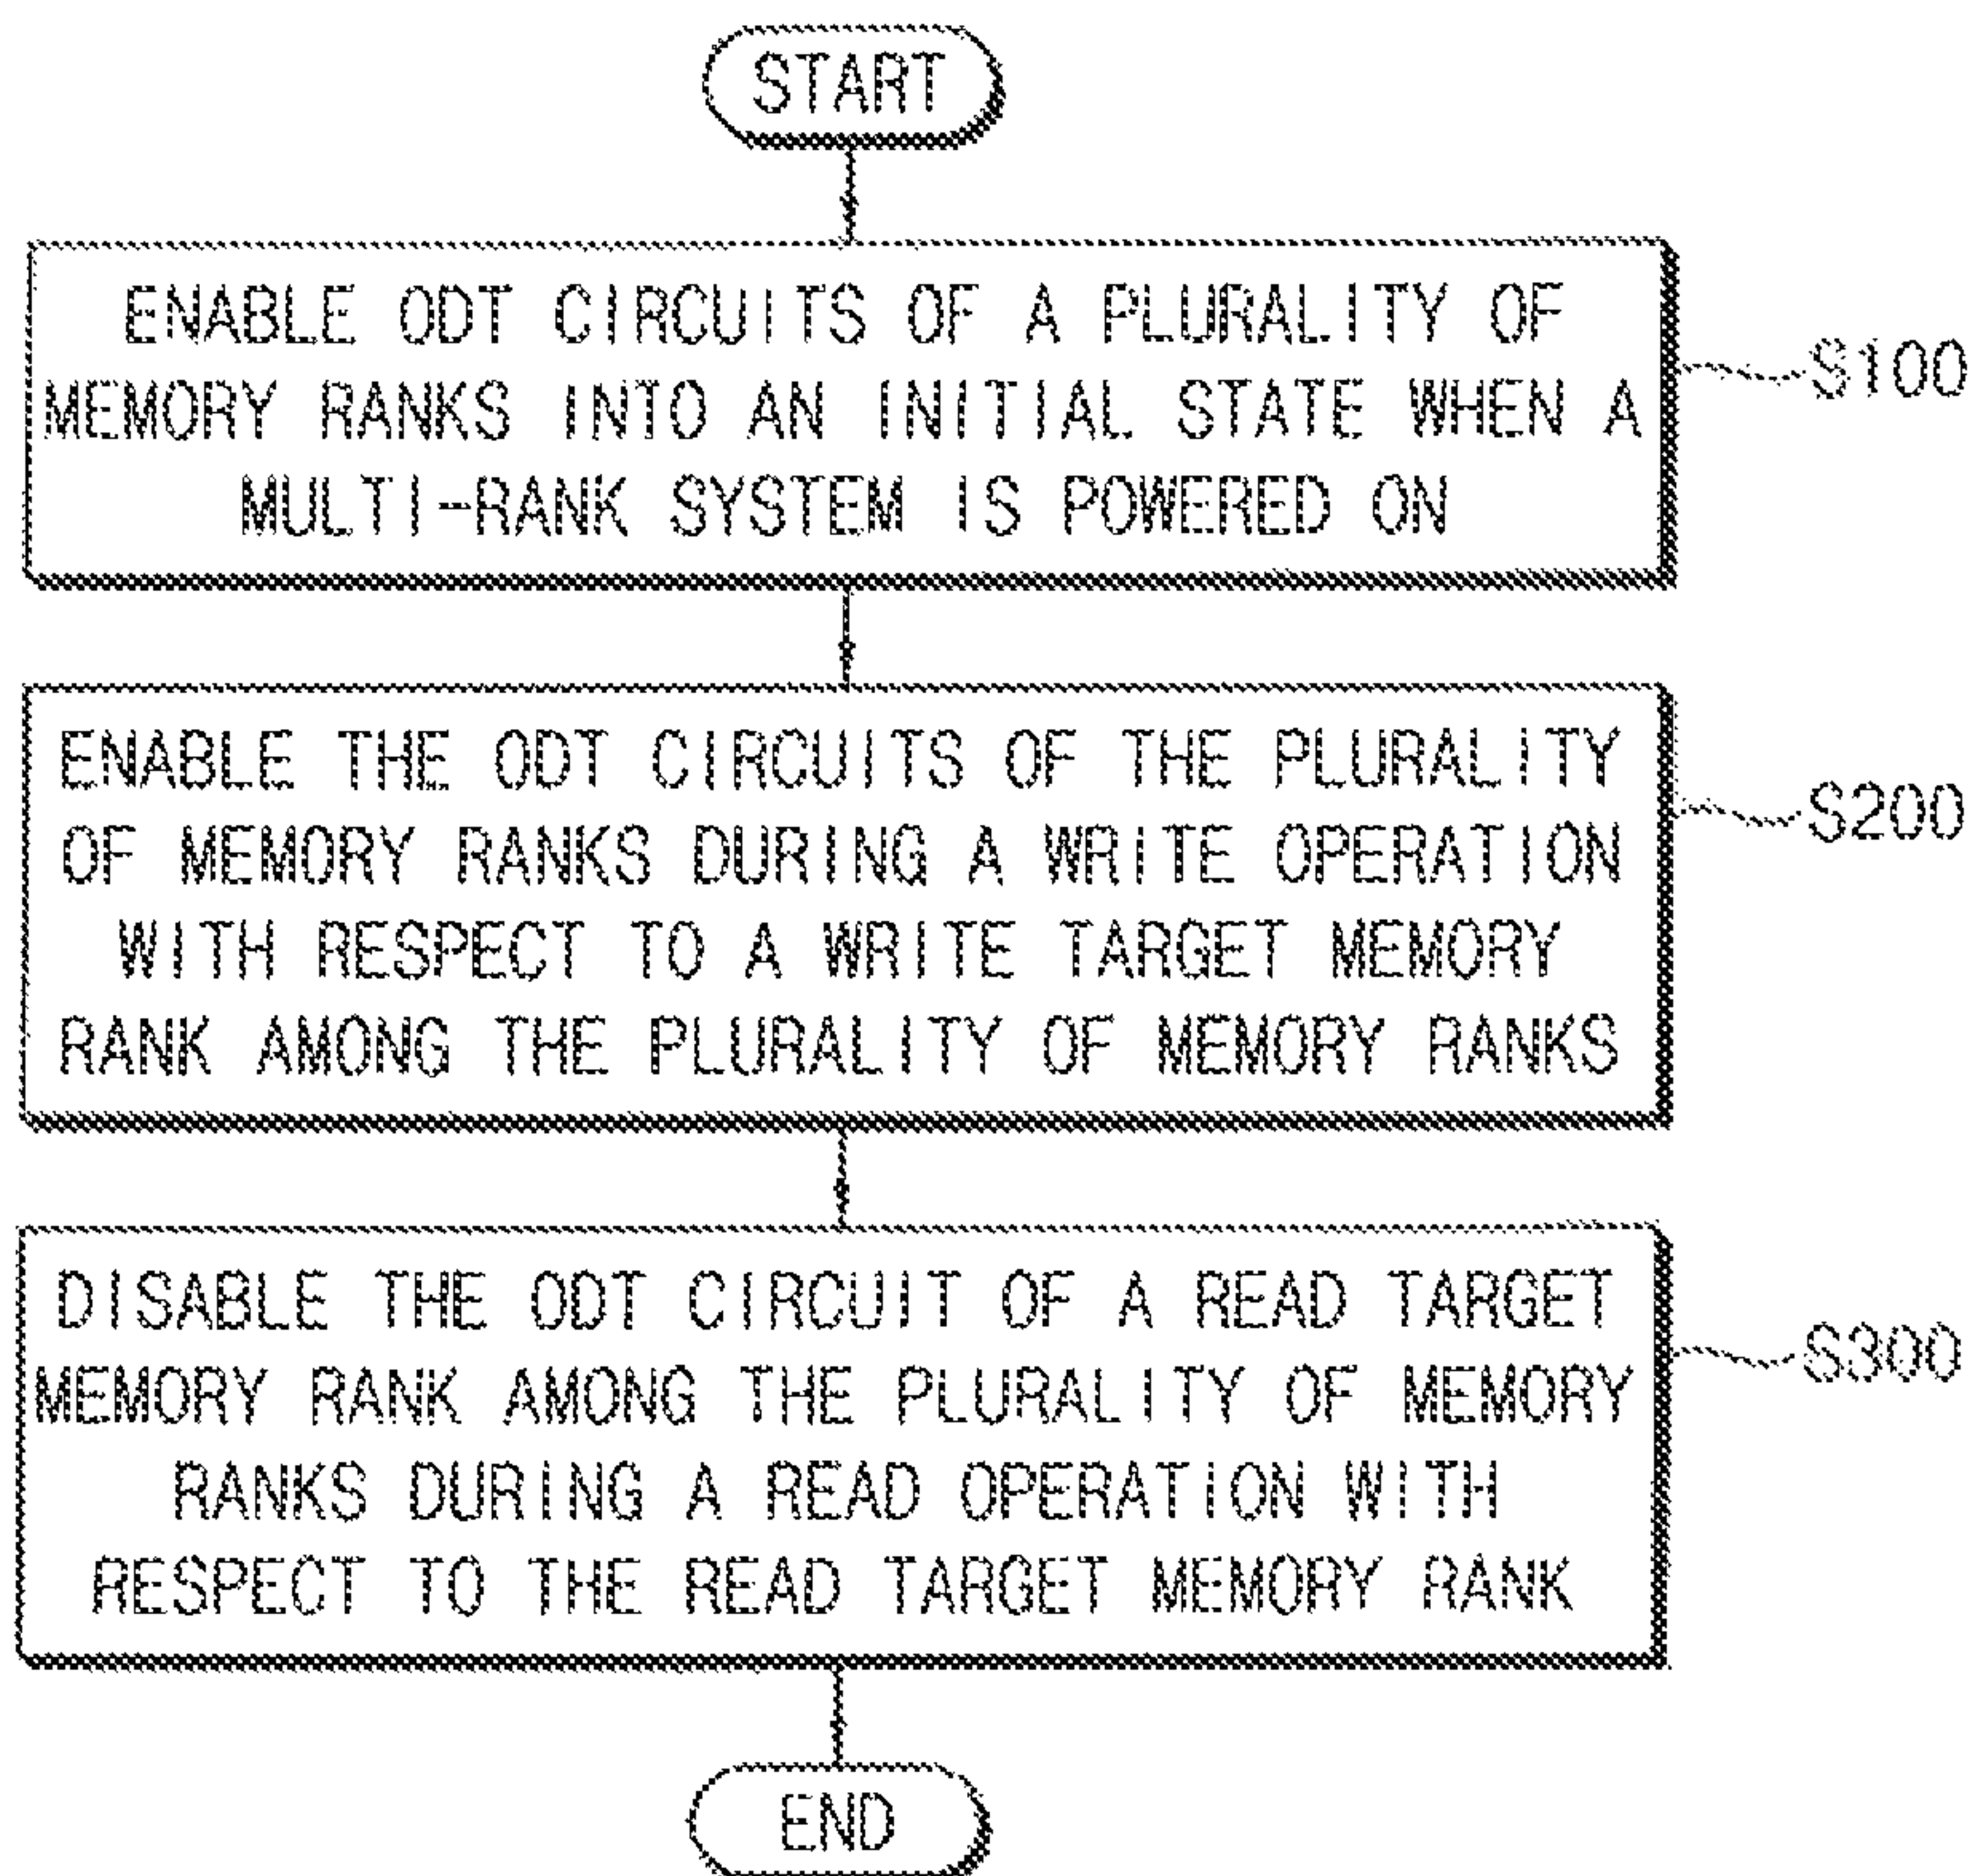 START
ENABLE ODT CIRCUITS OF A PLURALITY OF
MEMORY RANKS INTO AN INITIAL STATE WHEN A
MULTI-RANK SYSTEM IS POWERED ON
S100
ENABLE THE ODT CIRCUITS OF THE PLURALITY
OF MEMORY RANKS DURING A WRITE OPERATION
WITH RESPECT TO A WRITE TARGET MEMORY
RANK AMONG THE PLURALITY OF MEMORY RANKS
S200
DISABLE THE ODT CIRCUIT OF A READ TARGET
MEMORY RANK AMONG THE PLURALITY OF MEMORY
RANKS DURING A READ OPERATION WITH
RESPECT TO THE READ TARGET MEMORY RANK
S300
END